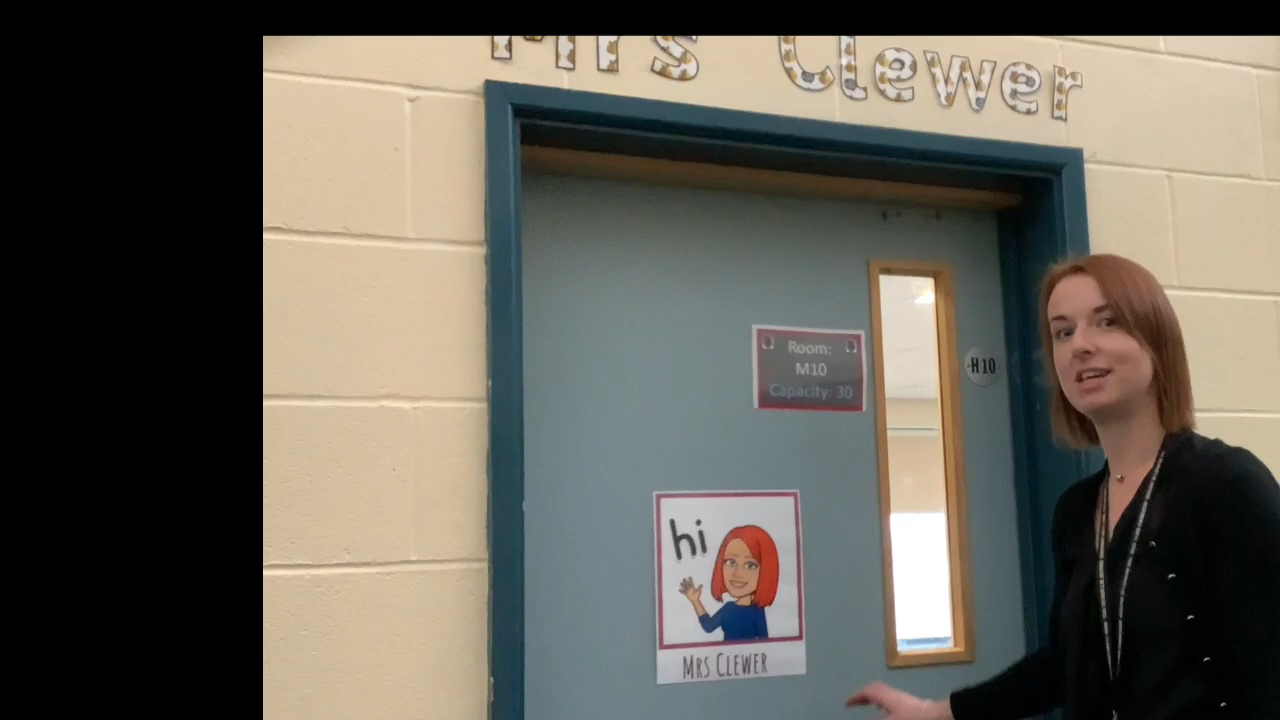 Mrs Clewer
Room:
M10
Capacity: 30
H10
hi
MRS CLEWER